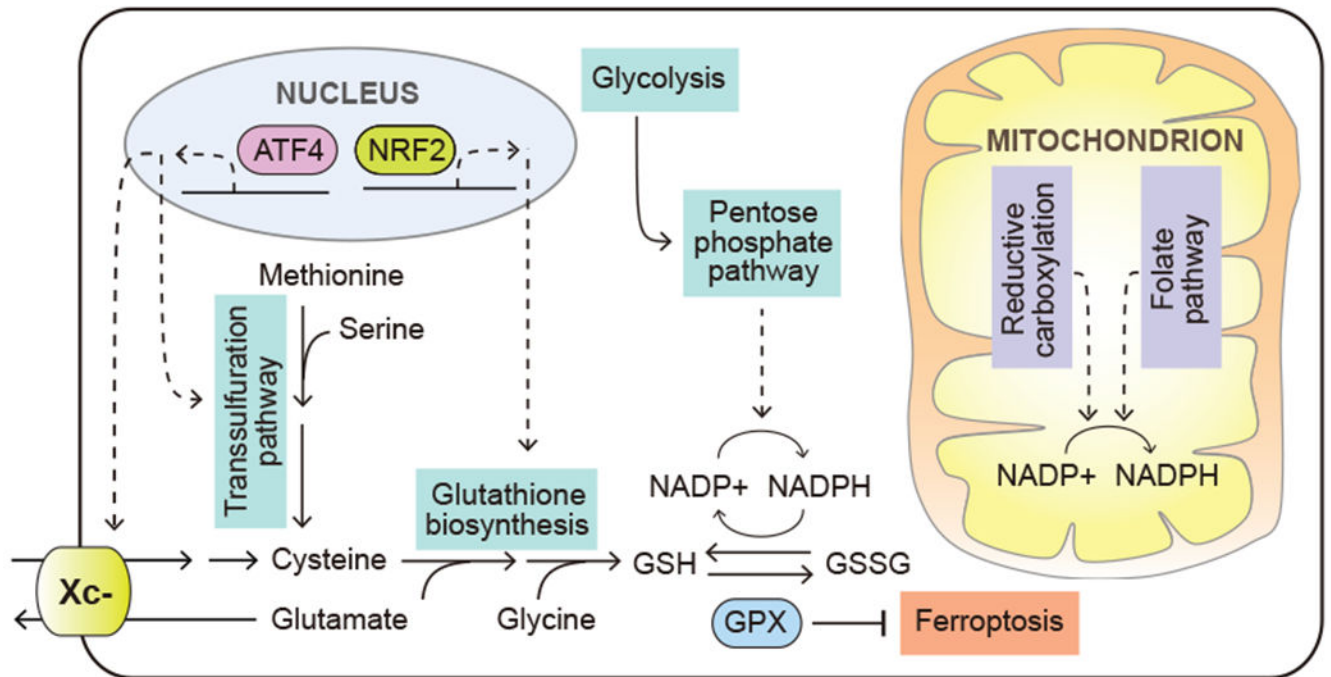 NUCLEUS
ATF4
NRF2
Glycolysis
MITOCHONDRION
Reductive
carboxylation
Folate
pathway
Pentose
phosphate
pathway
Methionine
Serine
Transsulfuration
pathway
NADP+ NADPH
NADP+ NADPH
Glutathione
biosynthesis
Xc-
Cysteine
GSH
GSSG
Glutamate
Glycine
GPX
Ferroptosis